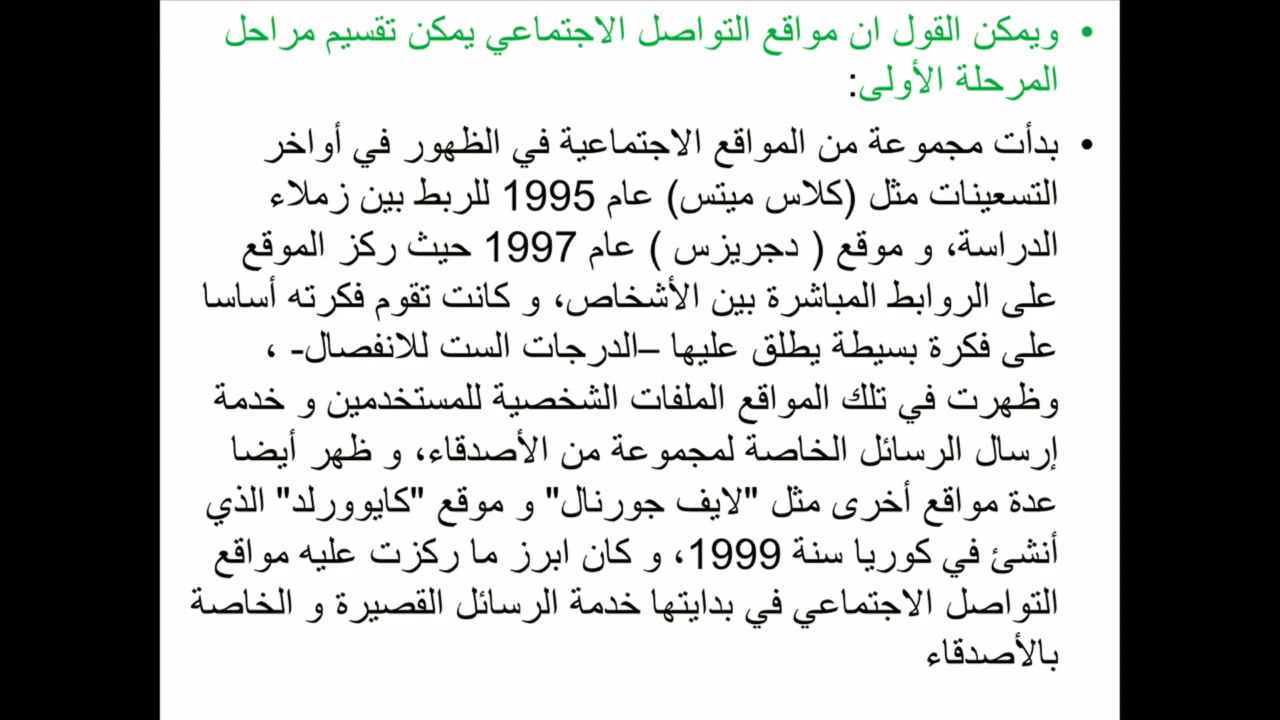 • ويمكن القول ان مواقع التواصل الاجتماعي يمكن تقسيم مراحل
المرحلة الأولى:
• بدأت مجموعة من المواقع الاجتماعية في الظهور في أواخر
التسعينات مثل (كلاس ميتس) عام 1995 للربط بين زملاء
الدراسة، و موقع ( دجريزس ) عام 1997 حيث ركز الموقع
على الروابط المباشرة بين الأشخاص، و كانت تقوم فكرته أساسا
على فكرة بسيطة يطلق عليها –الدرجات الست للانفصال- ،
وظهرت في تلك المواقع الملفات الشخصية للمستخدمين و خدمة
إرسال الرسائل الخاصة لمجموعة من الأصدقاء، و ظهر أيضا
عدة مواقع أخرى مثل "لايف جورنال" و موقع "كايوورلد" الذي
أنشئ في كوريا سنة 1999، و كان ابرز ما ركزت عليه مواقع
التواصل الاجتماعي في بدايتها خدمة الرسائل القصيرة و الخاصة
بالأصدقاء